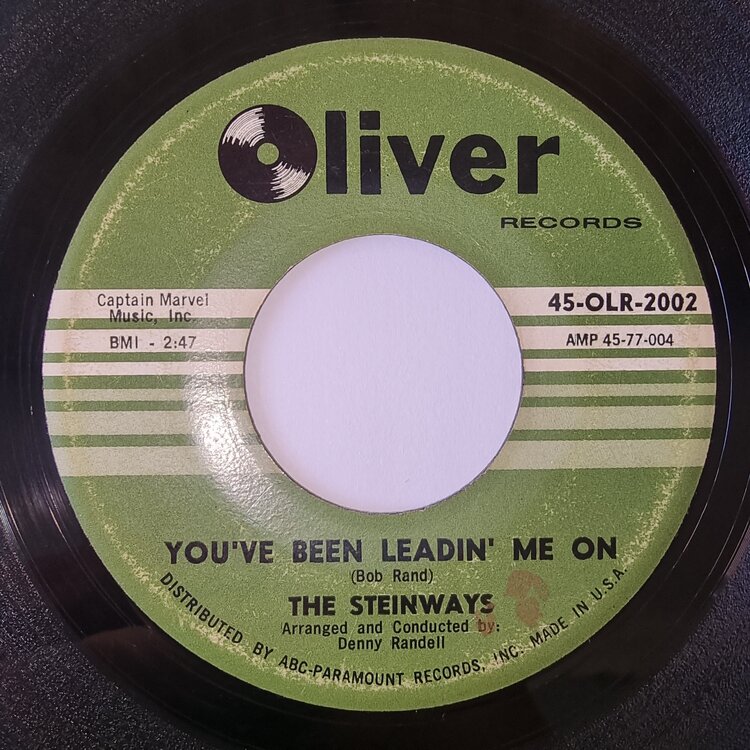 Oliver
RECORDS
Captain Marvel
Music, Inc.
BMI - 2:47
45-OLR-2002
AMP 45-77-004
YOU'VE BEEN LEADIN' ME ON
(Bob Rand)
THE STEINWAYS
Arranged and Conducted by:
Denny Randell
DISTRIBUTED BY ABC-PARAMOUNT RECORDS, INC. MADE IN U.S.A.